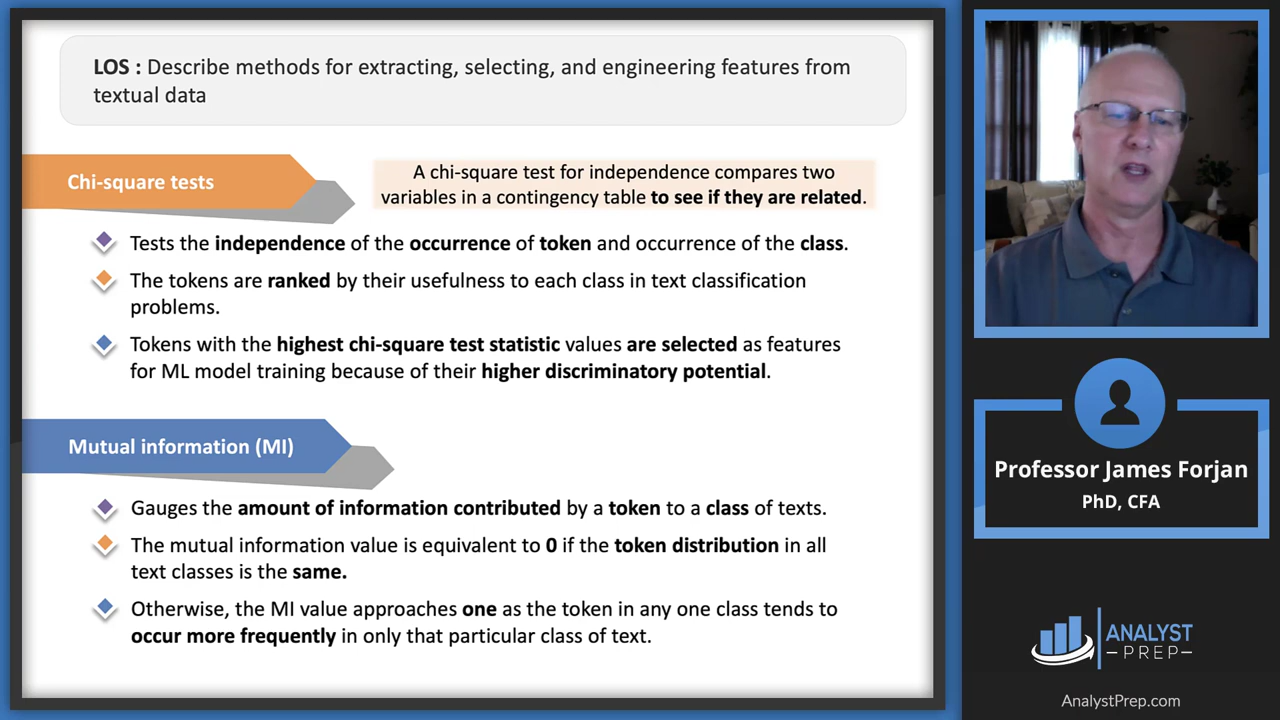 LOS : Describe methods for extracting, selecting, and engineering features from
textual data
Chi-square tests
A chi-square test for independence compares two
variables in a contingency table to see if they are related.
Tests the independence of the occurrence of token and occurrence of the class.
The tokens are ranked by their usefulness to each class in text classification
problems.
Tokens with the highest chi-square test statistic values are selected as features
for ML model training because of their higher discriminatory potential.
Mutual information (MI)
Gauges the amount of information contributed by a token to a class of texts.
The mutual information value is equivalent to 0 if the token distribution in all
text classes is the same.
Otherwise, the MI value approaches one as the token in any one class tends to
occur more frequently in only that particular class of text.
Professor James Forjan
PhD, CFA
ANALYST
PREP
AnalystPrep.com